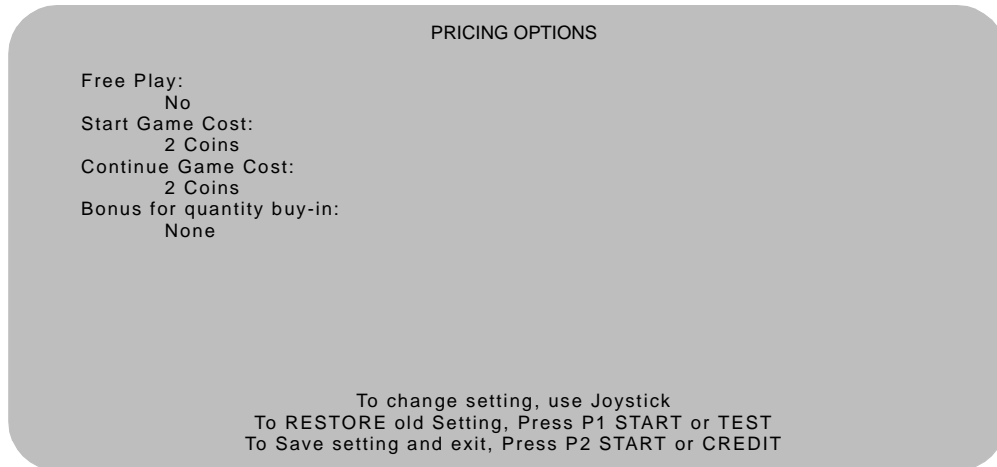 PRICING OPTIONS
Free Play:
No
Start Game Cost:
2 Coins
Continue Game Cost:
2 Coins
Bonus for quantity buy-in:
None
To change setting, use Joystick
To RESTORE old Setting, Press P1 START or TEST
To Save setting and exit, Press P2 START or CREDIT